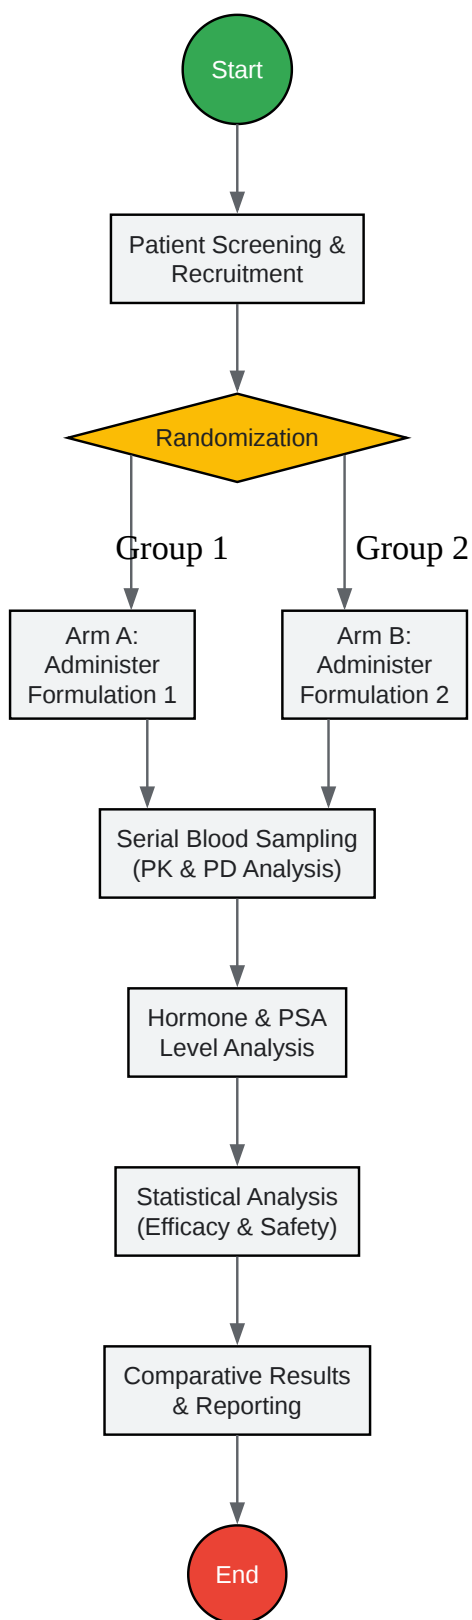 Start
Patient Screening &
Recruitment
Randomization
Group 1
Group 2
Arm A:
Administer
Formulation 1
Arm B:
Administer
Formulation 2
Serial Blood Sampling
(PK & PD Analysis)
Hormone & PSA
Level Analysis
Statistical Analysis
(Efficacy & Safety)
Comparative Results
& Reporting
End